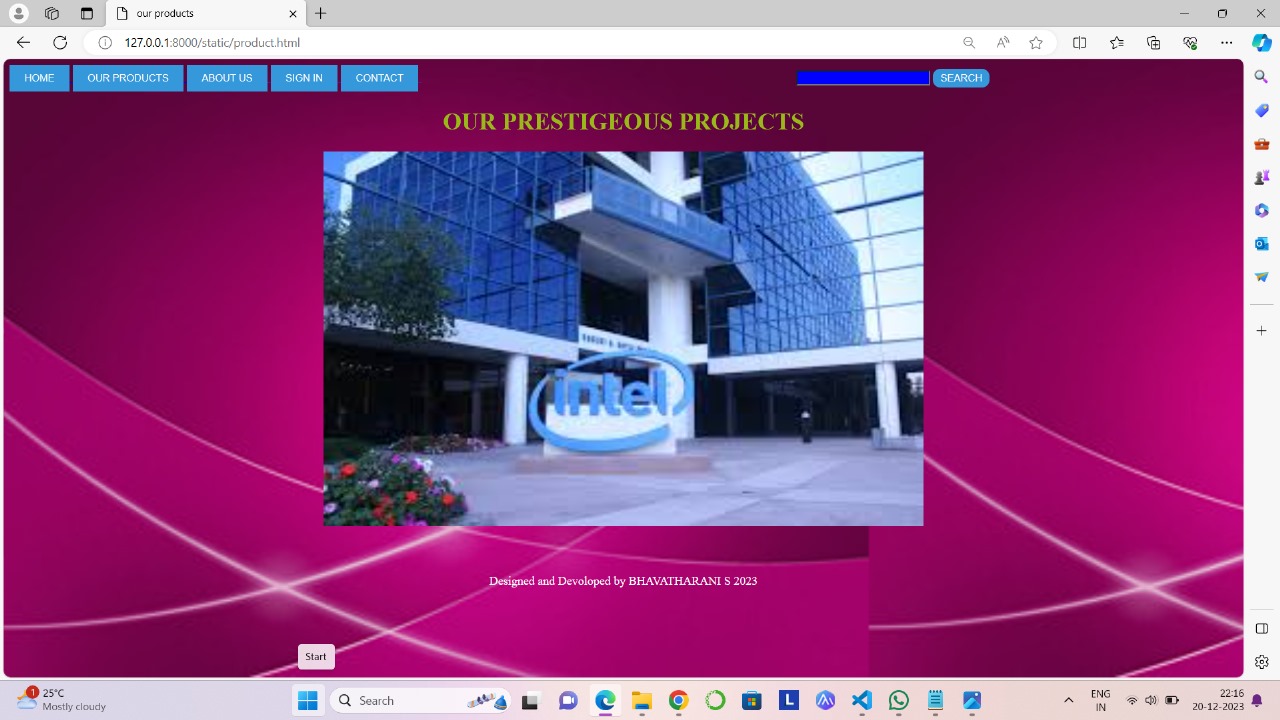 our products
127.0.0.1:8000/static/product.html
HOME
OUR PRODUCTS
ABOUT US
SIGN IN
CONTACT
SEARCH
OUR PRESTIGEOUS PROJECTS
intel
Designed and Devoloped by BHAVATHARANI S 2023
Start
1
25°C
Mostly cloudy
Search
L
ENG
IN
22:16
20-12-2023